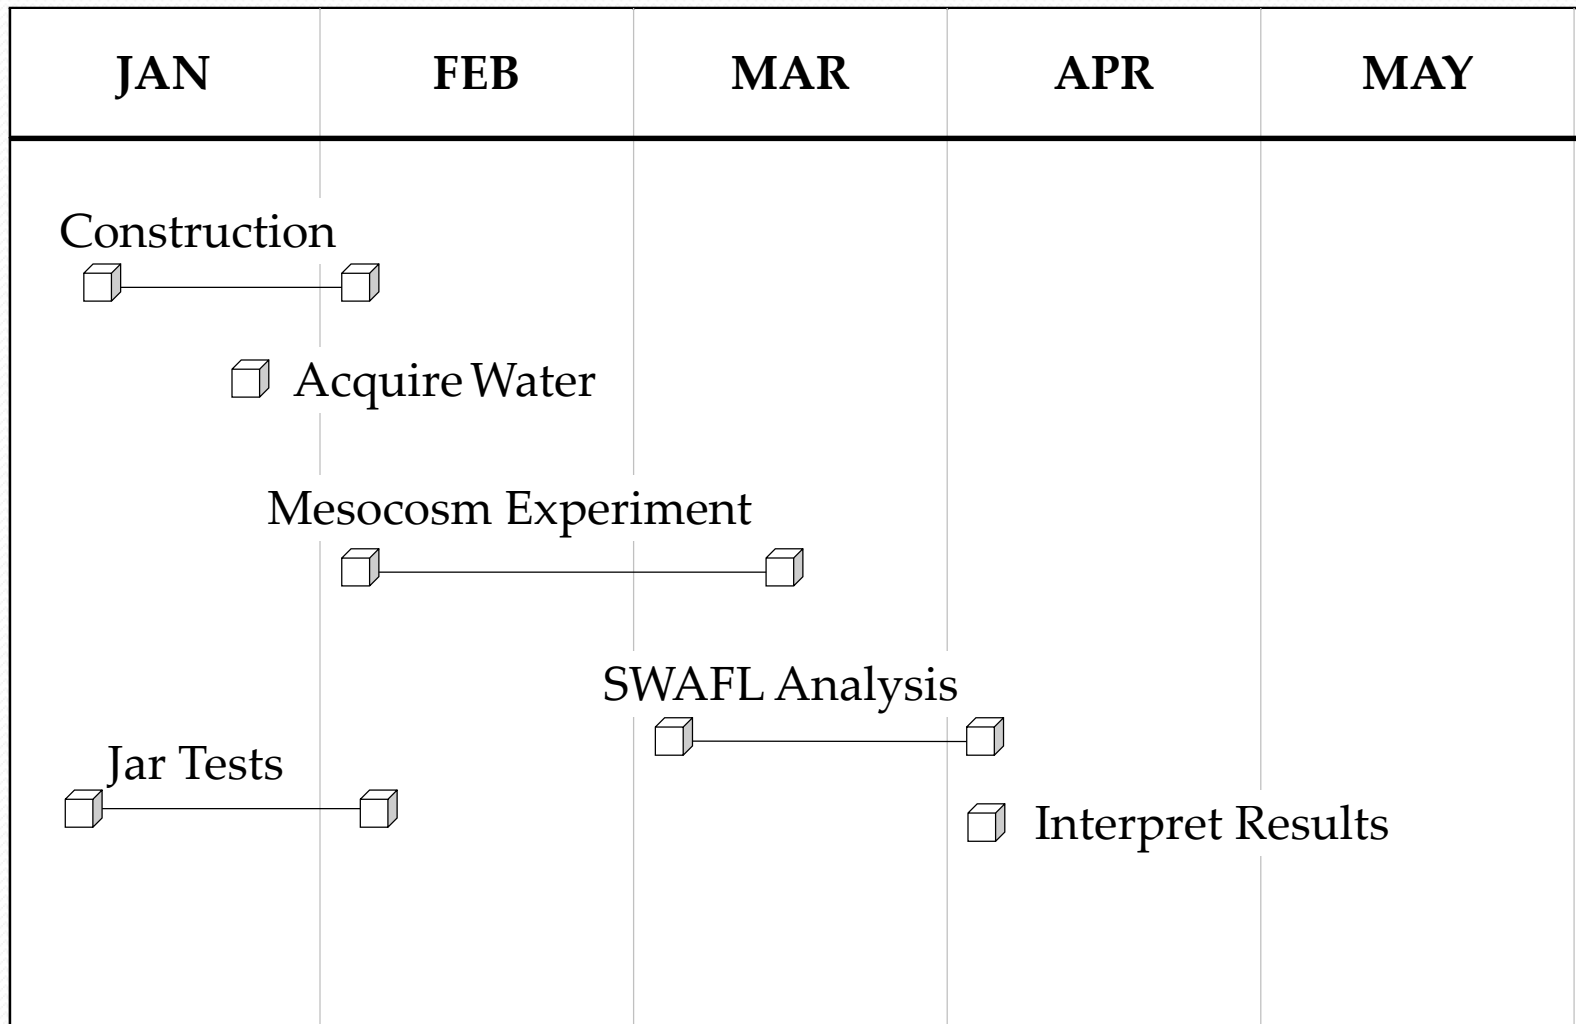 JAN FEB MAR APR MAY
Construction
Acquire Water
Mesocosm Experiment
SWAFL Analysis
Jar Tests
Interpret Results